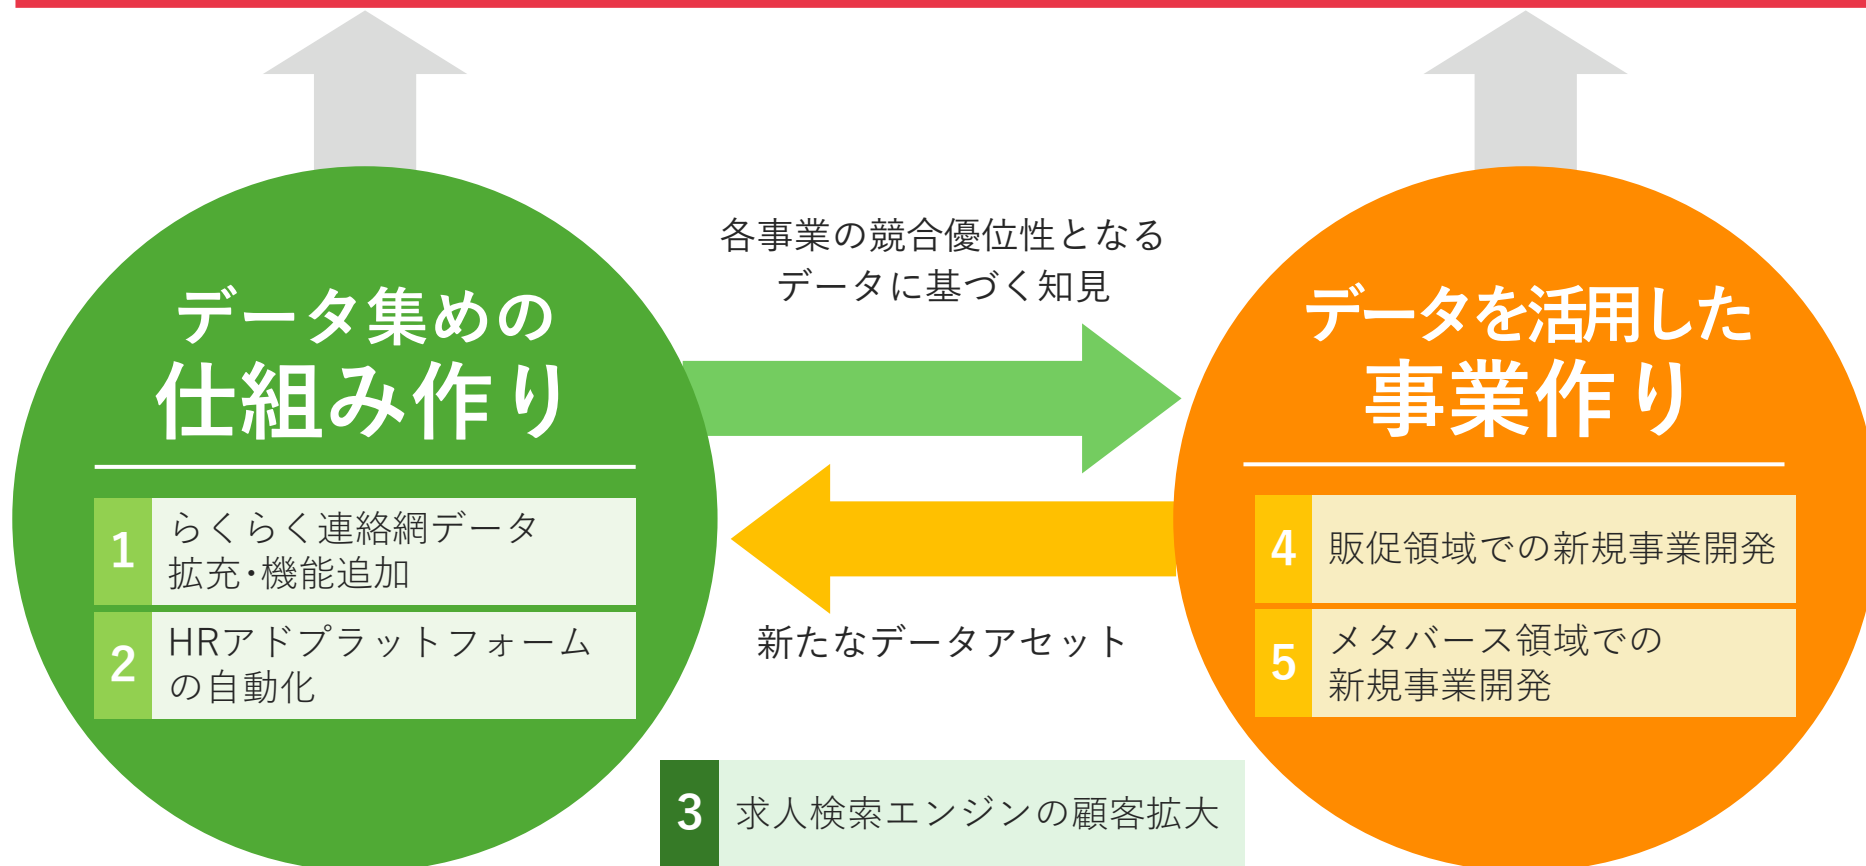 データ集めの
仕組み作り
1
らくらく連絡網データ
拡充･機能追加
2
HRアドプラットフォーム
の自動化
各事業の競合優位性となる
データに基づく知見
新たなデータアセット
3
求人検索エンジンの顧客拡大
データを活用した
事業作り
4
販促領域での新規事業開発
5
メタバース領域での
新規事業開発